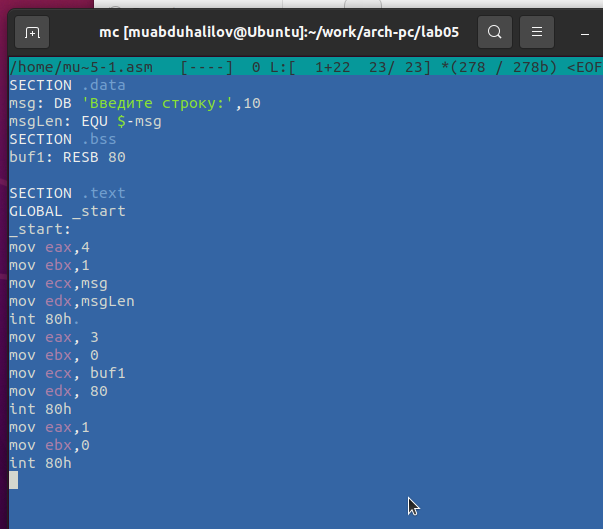 mc [muabduhalilov@Ubuntu]:~/work/arch-pc/lab05
/home/mu~5-1.asm   [----]  0 L:[  1+22  23/ 23] *(278 / 278b) <EOF
SECTION .data
msg: DB 'Введите строку:',10
msgLen: EQU $-msg
SECTION .bss
buf1: RESB 80
SECTION .text
GLOBAL _start
_start:
mov eax,4
mov ebx,1
mov ecx,msg
mov edx,msgLen
int 80h.
mov eax, 3
mov ebx, 0
mov ecx, buf1
mov edx, 80
int 80h
mov eax,1
mov ebx,0
int 80h